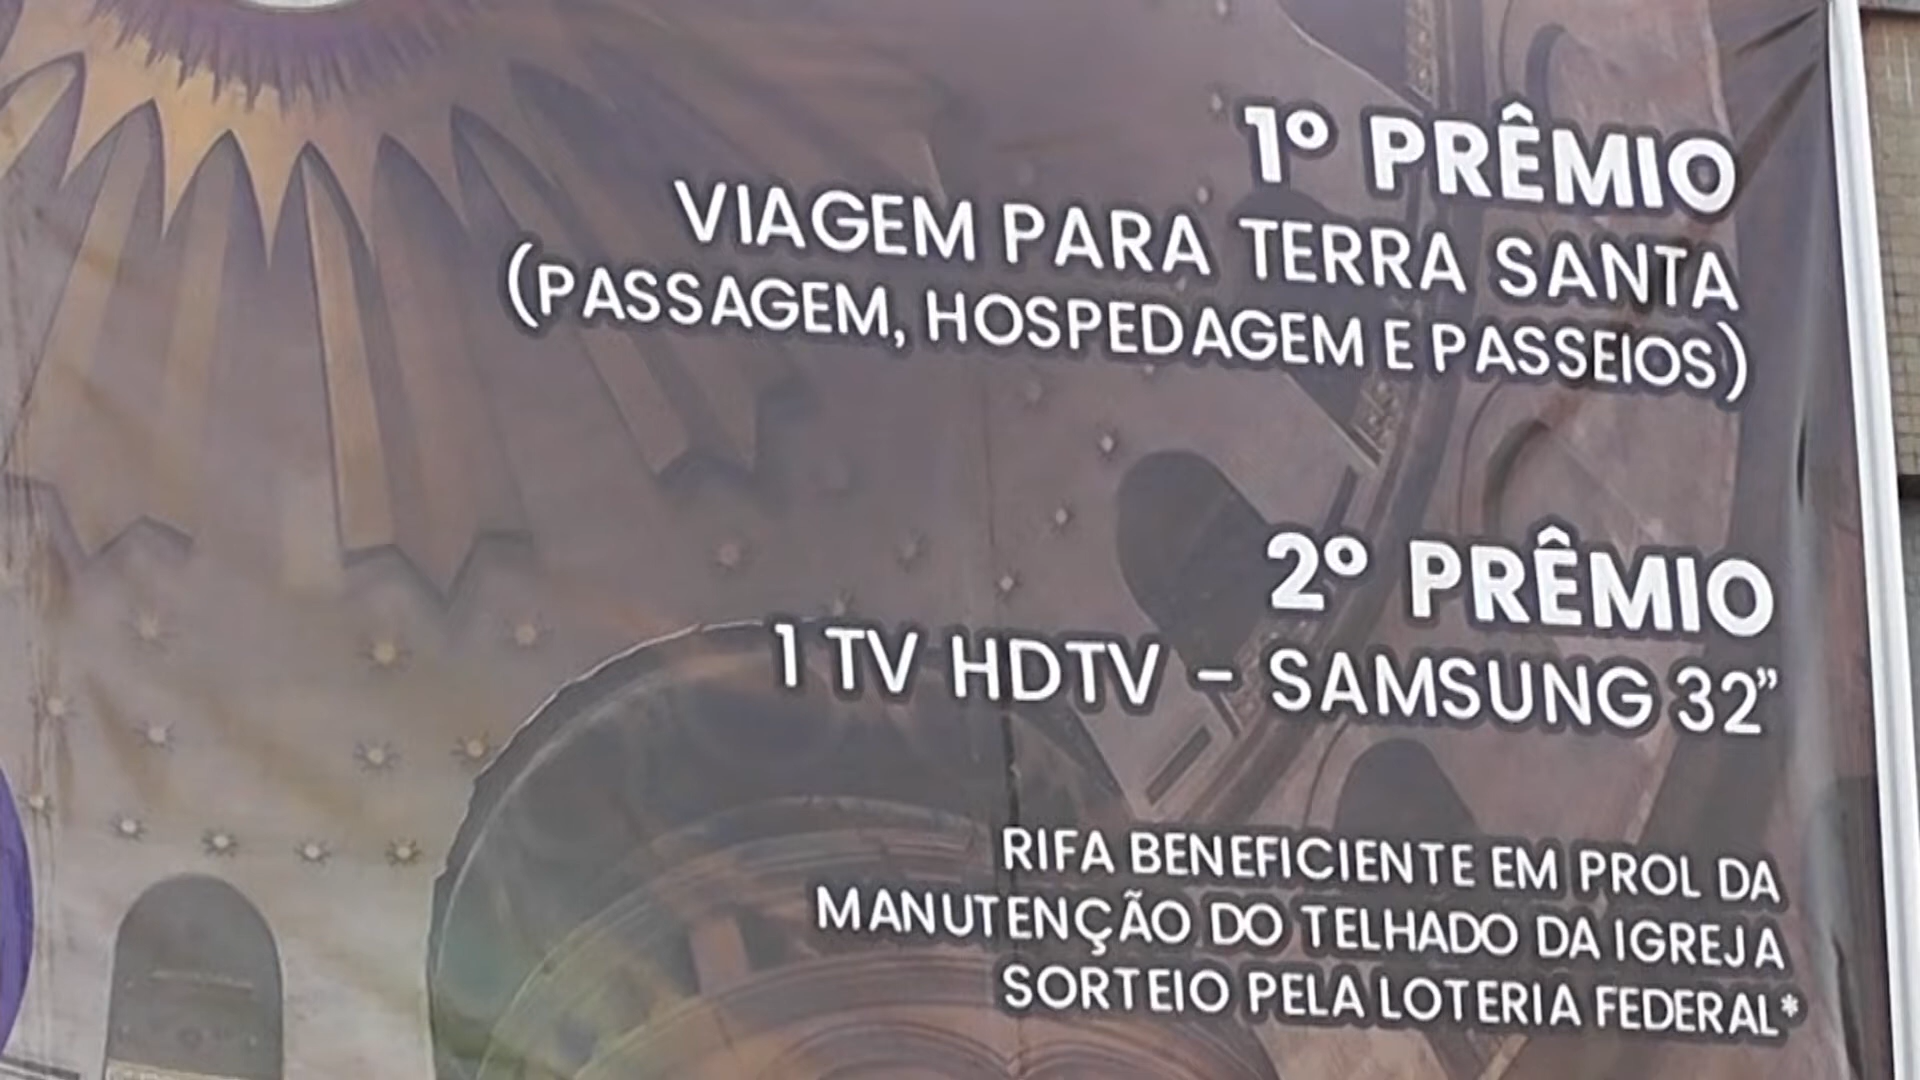 1º PRÊMIO
VIAGEM PARA TERRA SANTA
(PASSAGEM, HOSPEDAGEM E PASSEIOS)
2º PRÊMIO
1 TV HDTV - SAMSUNG 32”
RIFA BENEFICIENTE EM PROL DA
MANUTENÇÃO DO TELHADO DA IGREJA
SORTEIO PELA LOTERIA FEDERAL*